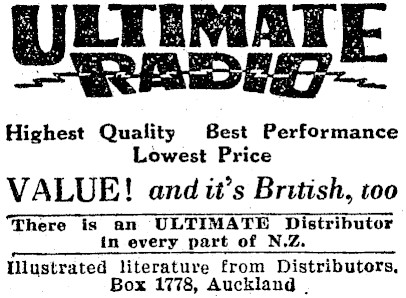 ULTIMATE
RADIO
Highest Quality Best Performance
Lowest Price
VALUE! and it's British, too
There is an ULTIMATE Distributor
in every part of N.Z.
Illustrated literature from Distributors.
Box 1778, Auckland